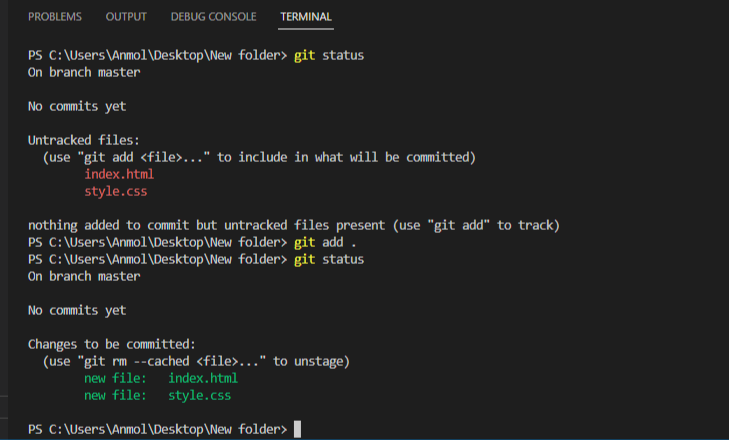 PROBLEMS OUTPUT DEBUG CONSOLE TERMINAL
PS C:\Users\Anmol\Desktop\New folder> git status
On branch master
No commits yet
Untracked files:
(use "git add <file>..." to include in what will be committed)
index.html
style.css
nothing added to commit but untracked files present (use "git add" to track)
PS C:\Users\Anmol\Desktop\New folder> git add .
PS C:\Users\Anmol\Desktop\New folder> git status
On branch master
No commits yet
Changes to be committed:
(use "git rm --cached <file>..." to unstage)
new file: index.html
new file: style.css
PS C:\Users\Anmol\Desktop\New folder>